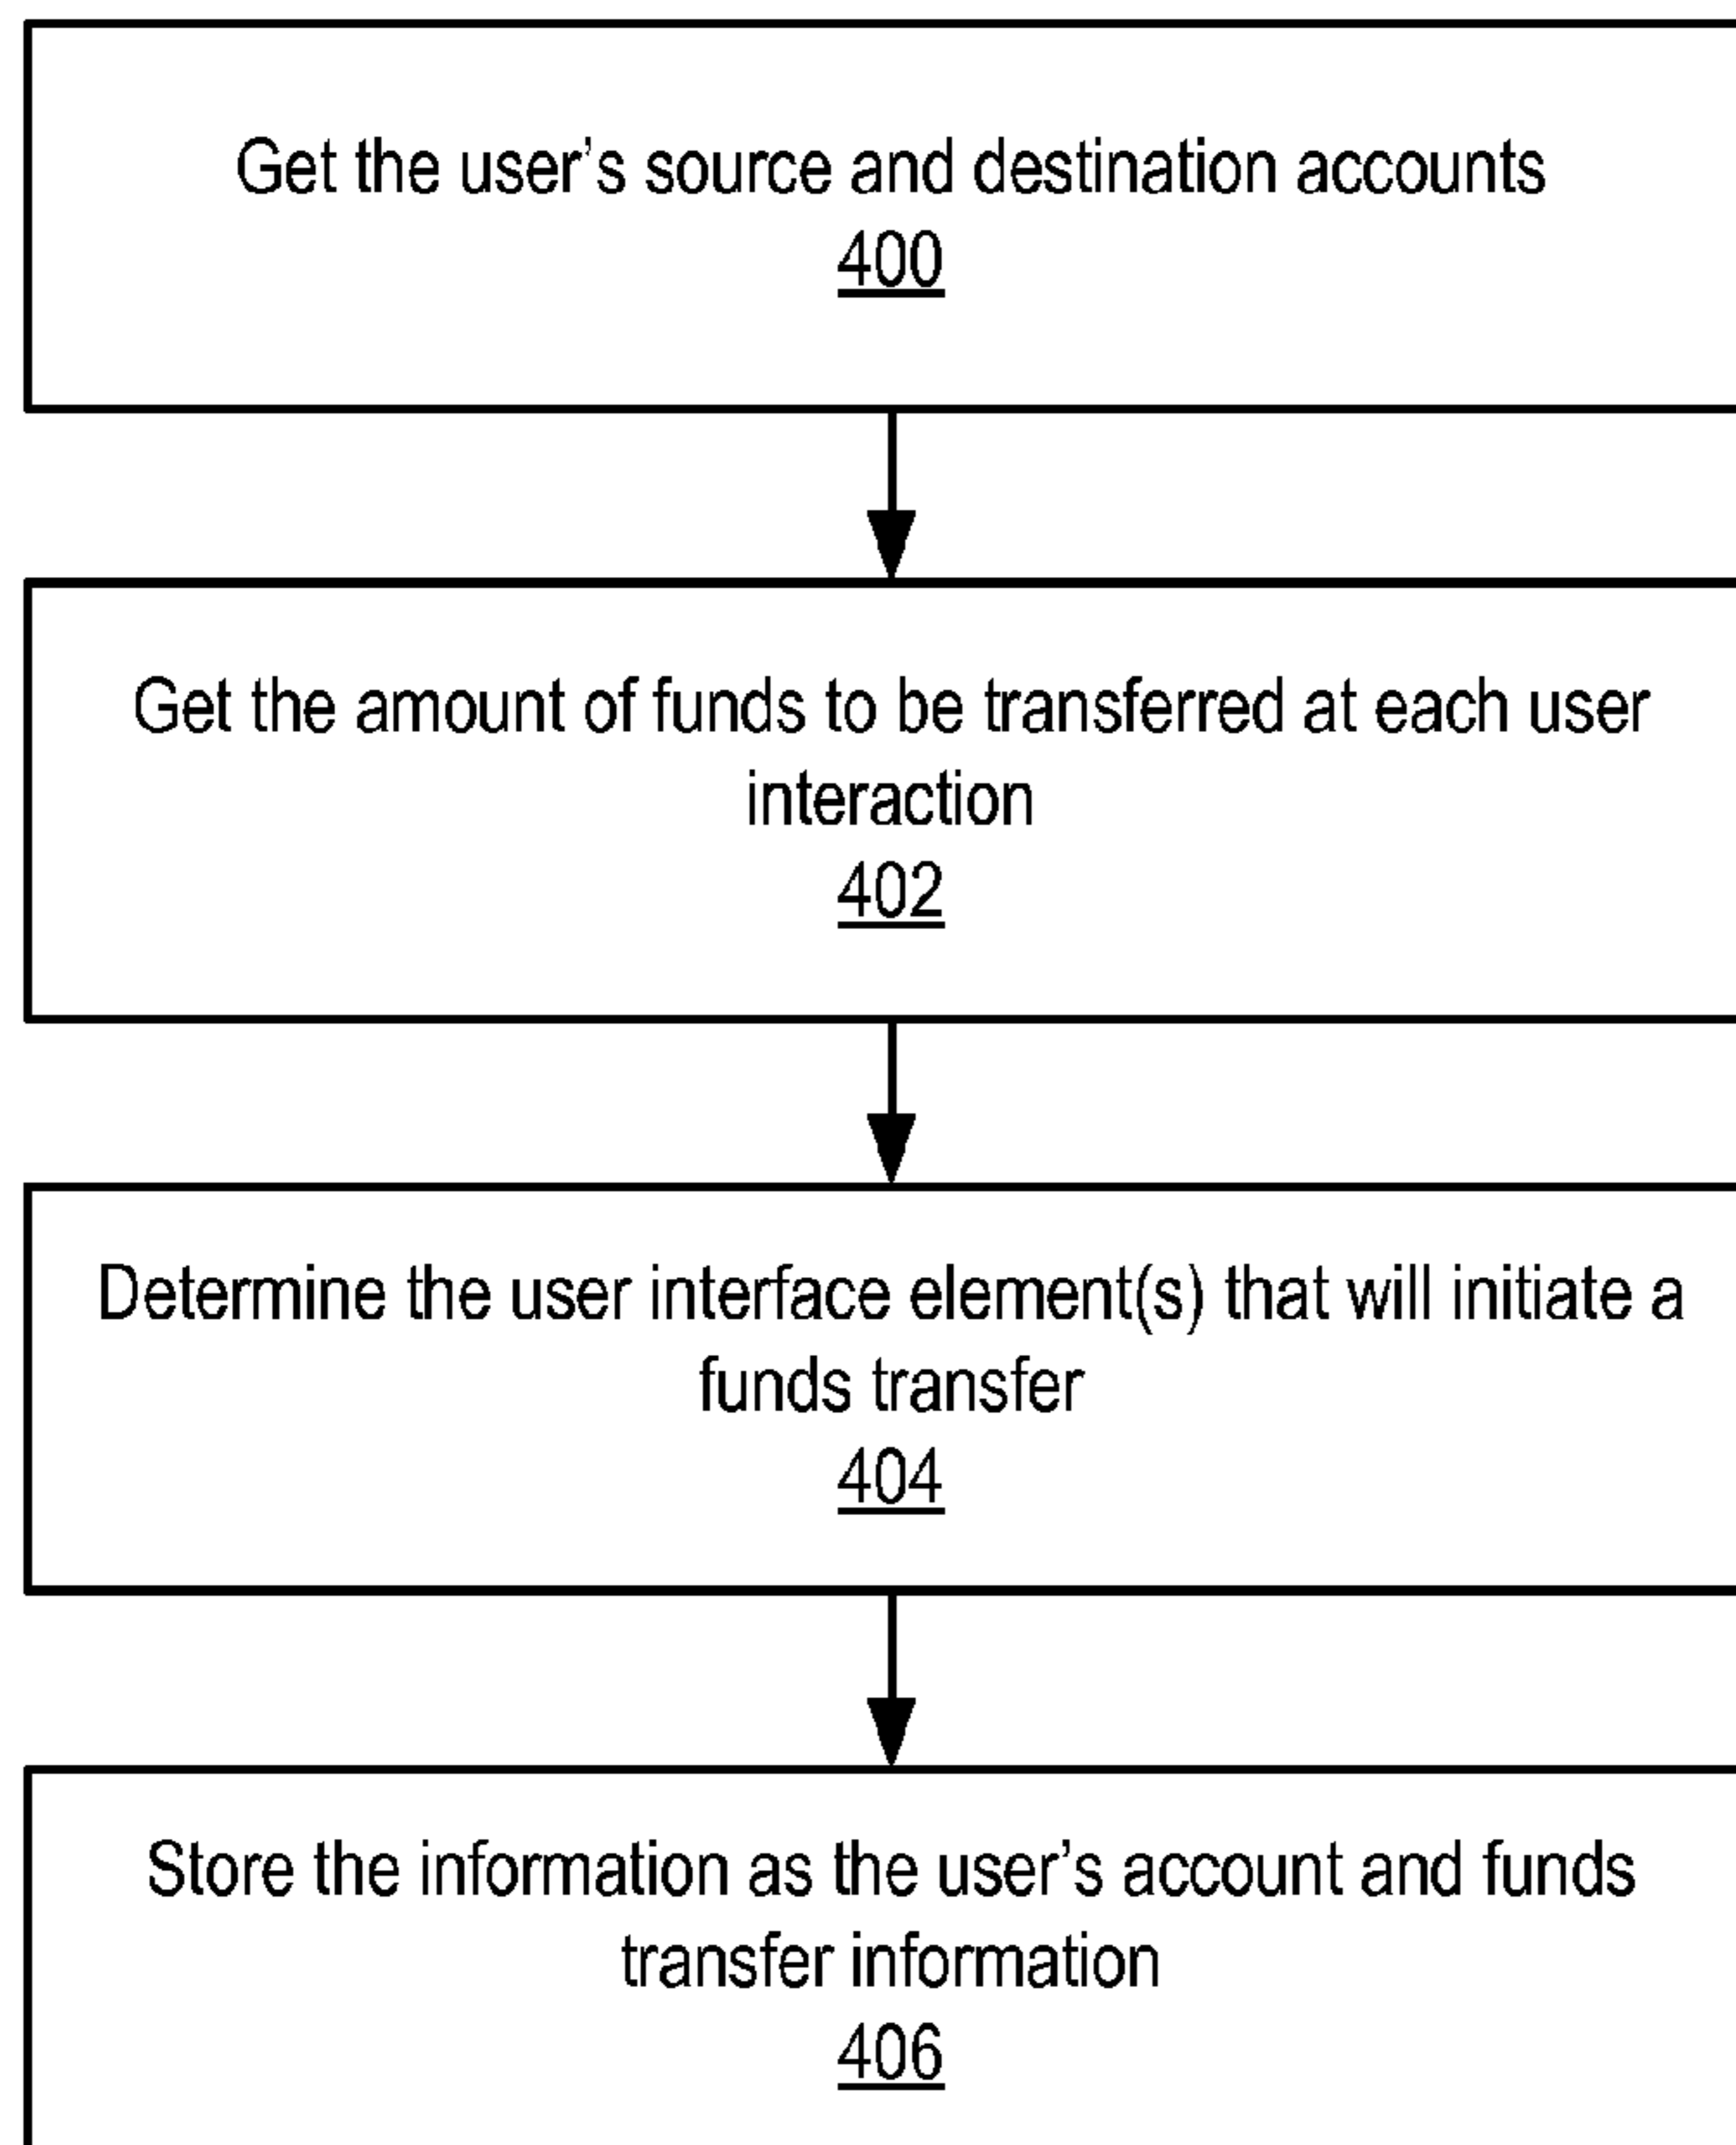 Get the user's source and destination accounts
400
Get the amount of funds to be transferred at each user
interaction
402
Determine the user interface element(s) that will initiate a
funds transfer
404
Store the information as the user's account and funds
transfer information
406